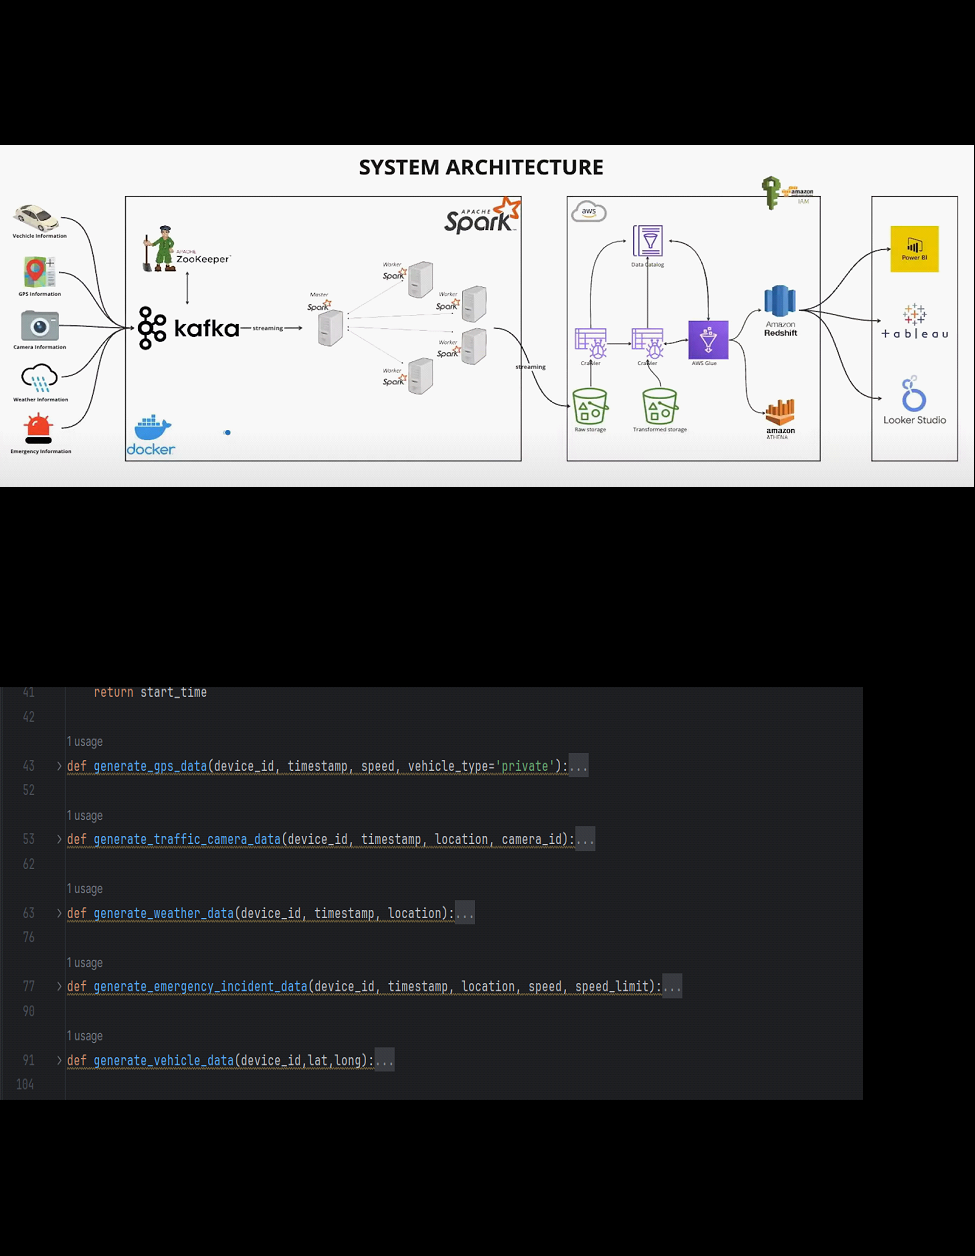 SYSTEM ARCHITECTURE
Vechicle Information
GPS Information
Camera Information
Weather Information
Emergency Information
APACHE
ZooKeeper
kafka
streaming
docker
APACHE
Spark
Master
Spark
Worker
Spark
Worker
Spark
Worker
Spark
Worker
Spark
streaming
aws
Data Catalog
Crawler
Crawler
AWS Glue
Raw storage
Transformed storage
amazon
IAM
Amazon
Redshift
amazon
ATHENA
Power BI
+ableau
Looker Studio
41 return start_time
42
1 usage
43 def generate_gps_data(device_id, timestamp, speed, vehicle_type='private'):...
52
1 usage
53 def generate_traffic_camera_data(device_id, timestamp, location, camera_id):...
62
1 usage
63 def generate_weather_data(device_id, timestamp, location):...
76
1 usage
77 def generate_emergency_incident_data(device_id, timestamp, location, speed, speed_limit):...
90
1 usage
91 def generate_vehicle_data(device_id,lat,long):...
104